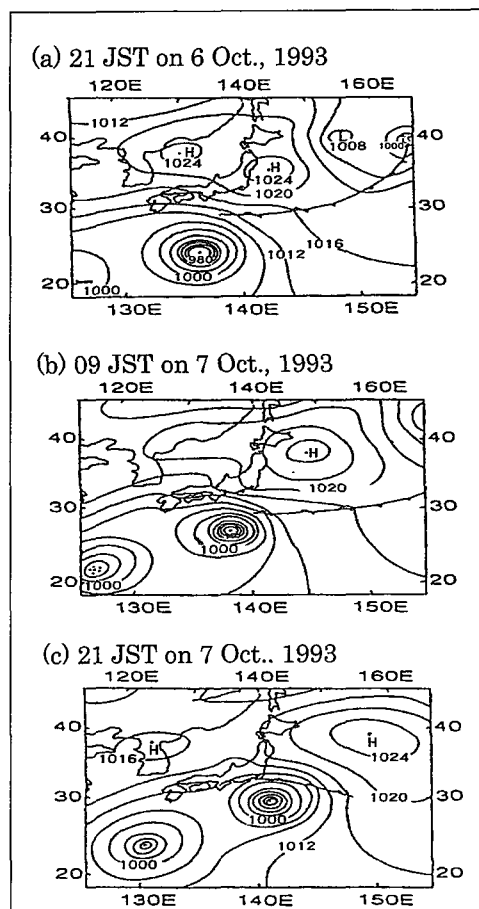 (a) 21 JST on 6 Oct., 1993
120E 140E 160E
1012
40 H L 1008 1000 L 40
1024 H
1024
1020
30 1016 30
1012
980
20 1000 1000 20
130E 140E 150E
(b) 09 JST on 7 Oct., 1993
120E 140E 160E
40 H 40
1020
30 30
1000
20 1000 20
130E 140E 150E
(c) 21 JST on 7 Oct.. 1993
120E 140E 160E
40 H 40
1016 H 1024
1020
30 1000 30
1012
1000
20 20
130E 140E 150E